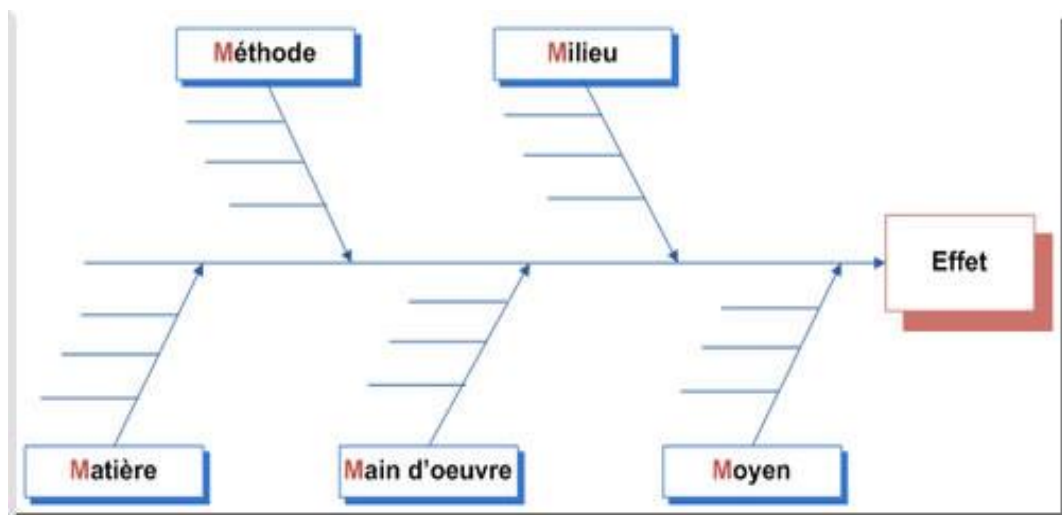 Méthode
Milieu
Effet
Matière
Main d'oeuvre
Moyen